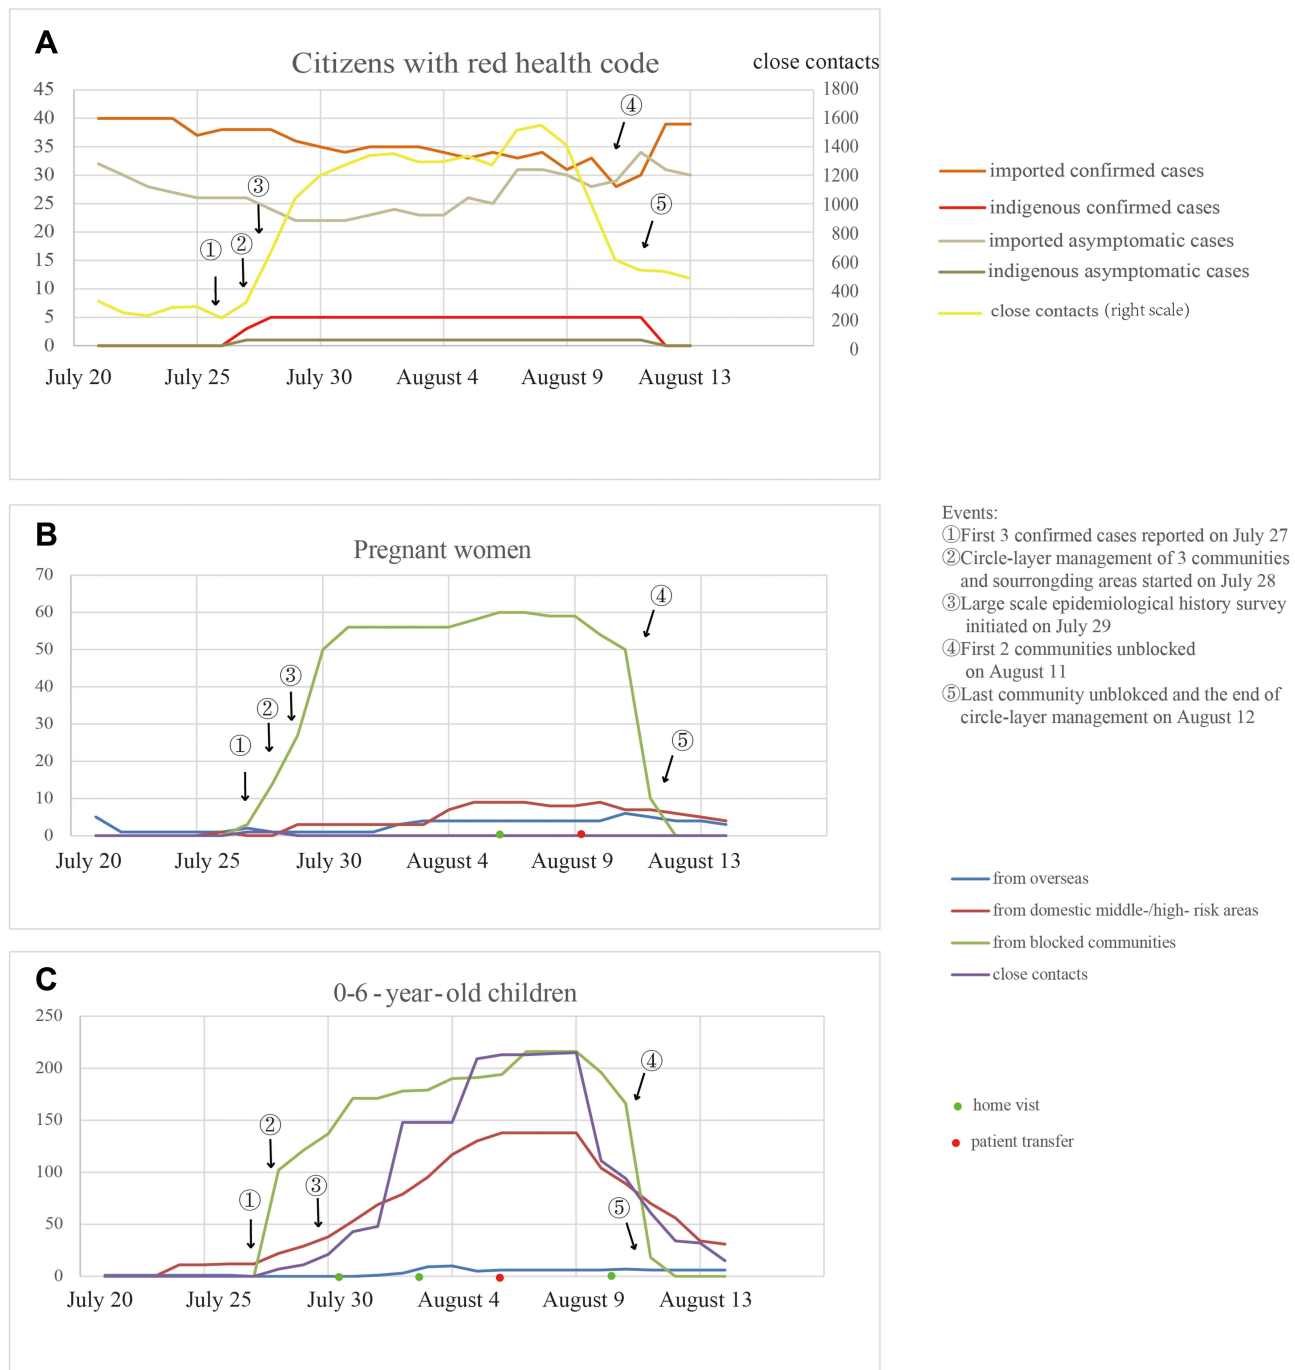 A
Citizens with red health code
close contacts
45
40
35
30
25
20
15
10
5
0
1800
1600
1400
1200
1000
800
600
400
200
0
①
②
③
④
⑤
July 20
July 25
July 30
August 4
August 9
August 13
imported confirmed cases
indigenous confirmed cases
imported asymptomatic cases
indigenous asymptomatic cases
close contacts (right scale)
B
Pregnant women
70
60
50
40
30
20
10
0
①
②
③
④
⑤
July 20
July 25
July 30
August 4
August 9
August 13
Events:
①First 3 confirmed cases reported on July 27
②Circle-layer management of 3 communities
and sourrongding areas started on July 28
③Large scale epidemiological history survey
initiated on July 29
④First 2 communities unblocked
on August 11
⑤Last community unblokced and the end of
circle-layer management on August 12
from overseas
from domestic middle-/high- risk areas
from blocked communities
close contacts
C
0-6 - year- old children
250
200
150
100
50
0
①
②
③
④
⑤
July 20
July 25
July 30
August 4
August 9
August 13
home vist
patient transfer